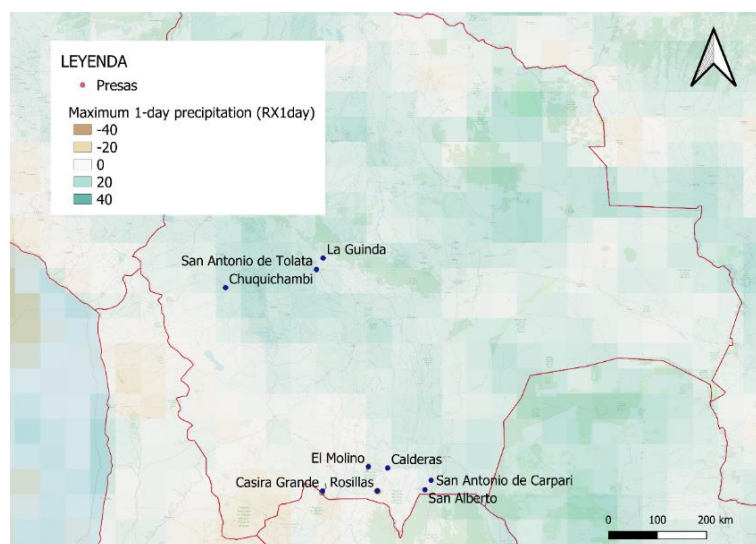 LEYENDA
Presas
Maximum 1-day precipitation (RX1day)
-40
-20
0
20
40
La Guinda
San Antonio de Tolata
Chuquichambi
El Molino
Calderas
Casira Grande
Rosillas
San Antonio de Carpari
San Alberto
0 100 200 km